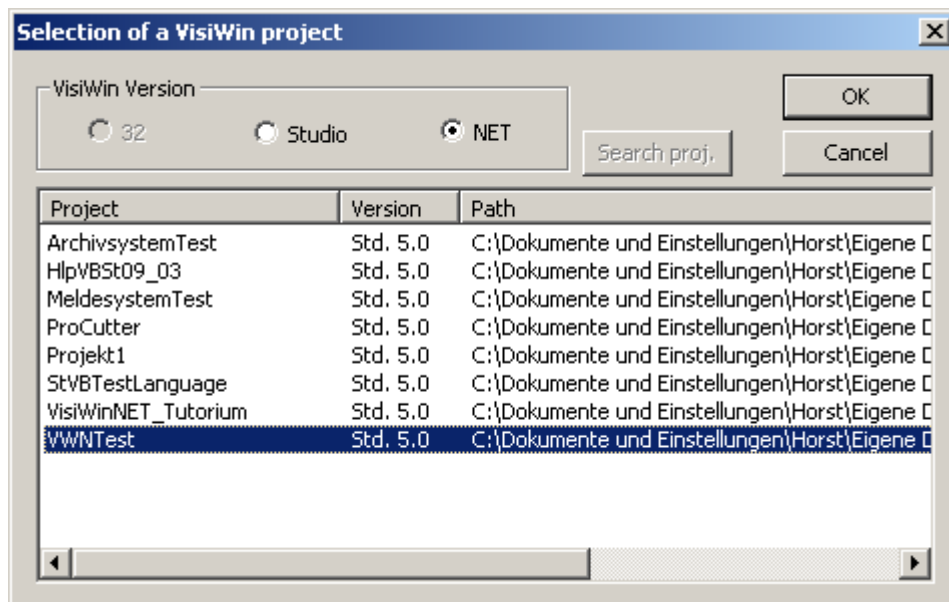 Selection of a VisiWin project
VisiWin Version
32 Studio NET
OK
Search proj.
Cancel
Project Version Path
ArchivsystemTest Std. 5.0 C:\Dokumente und Einstellungen\Horst\Eigene D
HlpVBSt09_03 Std. 5.0 C:\Dokumente und Einstellungen\Horst\Eigene D
MeldesystemTest Std. 5.0 C:\Dokumente und Einstellungen\Horst\Eigene D
ProCutter Std. 5.0 C:\Dokumente und Einstellungen\Horst\Eigene D
Projekt1 Std. 5.0 C:\Dokumente und Einstellungen\Horst\Eigene D
StVBTestLanguage Std. 5.0 C:\Dokumente und Einstellungen\Horst\Eigene D
VisiWinNET_Tutorium Std. 5.0 C:\Dokumente und Einstellungen\Horst\Eigene D
VWNTest Std. 5.0 C:\Dokumente und Einstellungen\Horst\Eigene D